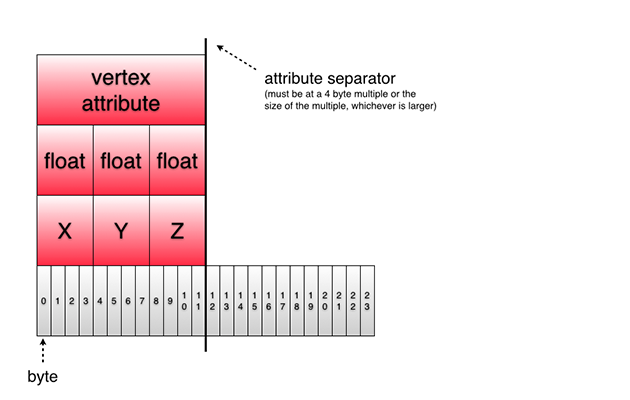 vertex
attribute
attribute separator
(must be at a 4 byte multiple or the
size of the multiple, whichever is larger)
float float float
X Y Z
0 1 2 3 4 5 6 7 8 9 10 11 12 13 14 15 16 17 18 19 20 21 22 23
byte